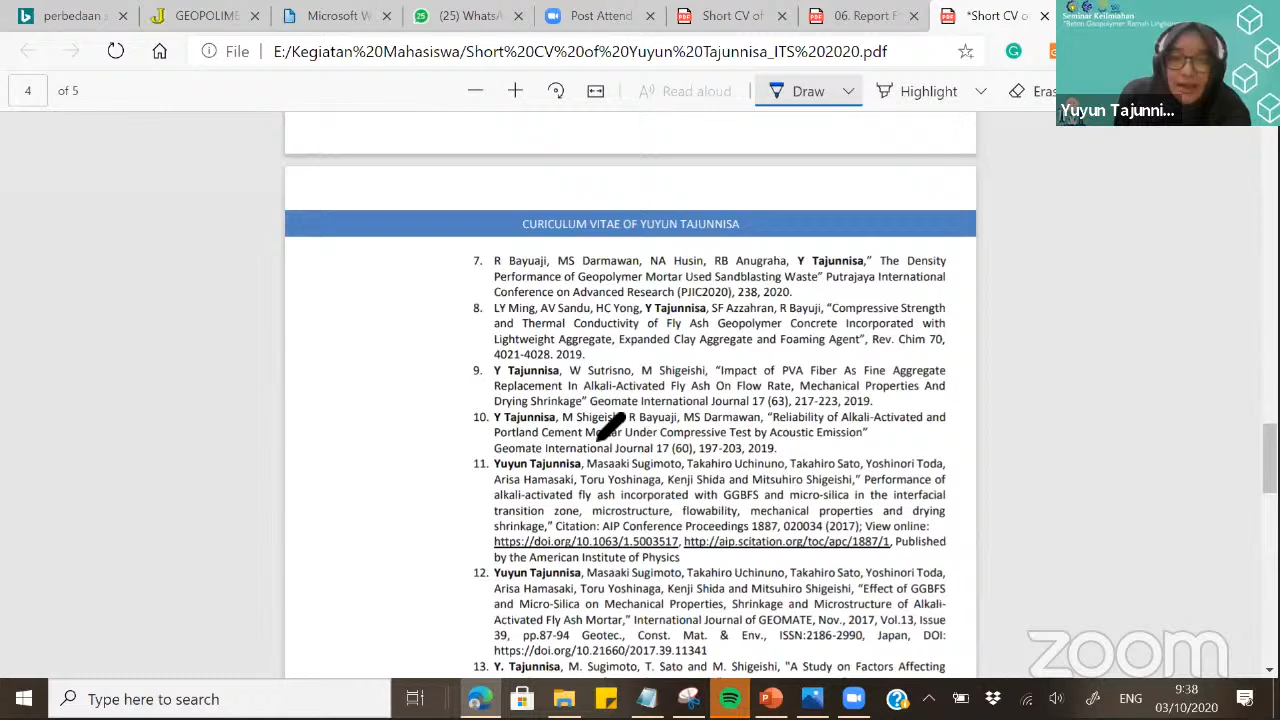 perbedaan s
GEOPOLIME
Microsoft
25
WhatsA
Post Attende
Short CV of
00 Report F
*Short C
File
E:/Kegiatan%20Mahasiswa/Short%20CV%20of%20Yuyun%20Tajunnisa_ITS%202020.pdf
4
of 5
Read aloud
Draw
Highlight
Eras
Seminar Keilmiahan
"Beton Geopolymer Ramah Lingku
Yuyun Tajunni...
CURICULUM VITAE OF YUYUN TAJUNNISA
7. R Bayuaji, MS Darmawan, NA Husin, RB Anugraha, Y Tajunnisa," The Density
Performance of Geopolymer Mortar Used Sandblasting Waste" Putrajaya International
Conference on Advanced Research (PJIC2020), 238, 2020.
8. LY Ming, AV Sandu, HC Yong, Y Tajunnisa, SF Azzahran, R Bayuji, "Compressive Strength
and Thermal Conductivity of Fly Ash Geopolymer Concrete Incorporated with
Lightweight Aggregate, Expanded Clay Aggregate and Foaming Agent", Rev. Chim 70,
4021-4028. 2019.
9. Y Tajunnisa, W Sutrisno, M Shigeishi, "Impact of PVA Fiber As Fine Aggregate
Replacement In Alkali-Activated Fly Ash On Flow Rate, Mechanical Properties And
Drying Shrinkage" Geomate International Journal 17 (63), 217-223, 2019.
10. Y Tajunnisa, M Shigeishi, R Bayuaji, MS Darmawan, "Reliability of Alkali-Activated and
Portland Cement Mortar Under Compressive Test by Acoustic Emission"
Geomate International Journal 17 (60), 197-203, 2019.
11. Yuyun Tajunnisa, Masaaki Sugimoto, Takahiro Uchinuno, Takahiro Sato, Yoshinori Toda,
Arisa Hamasaki, Toru Yoshinaga, Kenji Shida and Mitsuhiro Shigeishi," Performance of
alkali-activated fly ash incorporated with GGBFS and micro-silica in the interfacial
transition zone, microstructure, flowability, mechanical properties and drying
shrinkage," Citation: AIP Conference Proceedings 1887, 020034 (2017); View online:
https://doi.org/10.1063/1.5003517, http://aip.scitation.org/toc/apc/1887/1, Published
by the American Institute of Physics
12. Yuyun Tajunnisa, Masaaki Sugimoto, Takahiro Uchinuno, Takahiro Sato, Yoshinori Toda,
Arisa Hamasaki, Toru Yoshinaga, Kenji Shida and Mitsuhiro Shigeishi, "Effect of GGBFS
and Micro-Silica on Mechanical Properties, Shrinkage and Microstructure of Alkali-
Activated Fly Ash Mortar," International Journal of GEOMATE, Nov., 2017, Vol.13, Issue
39, pp.87-94 Geotec., Const. Mat. & Env., ISSN:2186-2990, Japan, DOI:
https://doi.org/10.21660/2017.39.11341
13. Y. Tajunnisa, M. Sugimoto, T. Sato and M. Shigeishi, "A Study on Factors Affecting
zoom
Type here to search
ENG
9:38
03/10/2020